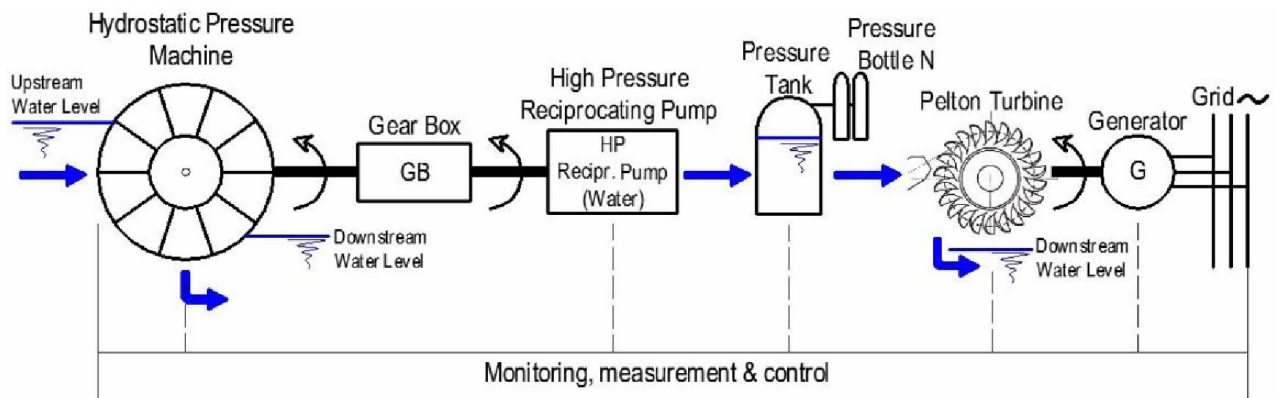 Hydrostatic Pressure
Machine
Upstream
Water Level
Downstream
Water Level
Gear Box
GB
High Pressure
Reciprocating Pump
HP
Recipr. Pump
(Water)
Pressure
Tank
Pressure
Bottle N
Pelton Turbine
Downstream
Water Level
Generator
G
Grid ~
Monitoring, measurement & control